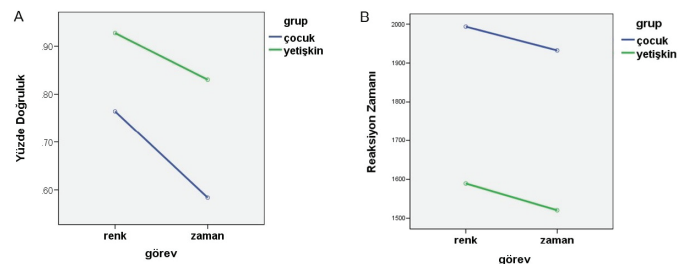 A
grup
çocuk
yetişkin
.90
.80
.70
.60
Yüzde Doğruluk
renk
zaman
görev
B
grup
çocuk
yetişkin
2000
1900
1800
1700
1600
1500
Reaksiyon Zamanı
renk
zaman
görev